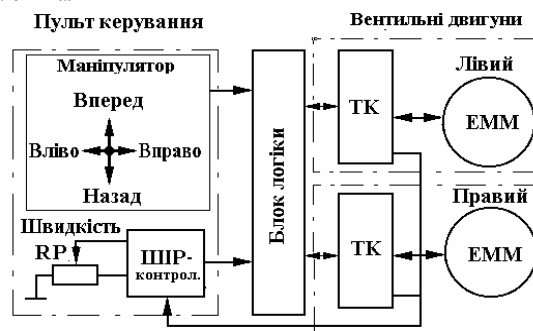 Пульт керування
Вентильні двигуни
Маніпулятор
Вперед
Вліво
Вправо
Назад
Швидкість
RP
ШІР-
контрол.
Блок логіки
ТК
Лівий
ЕММ
ТК
Правий
ЕММ